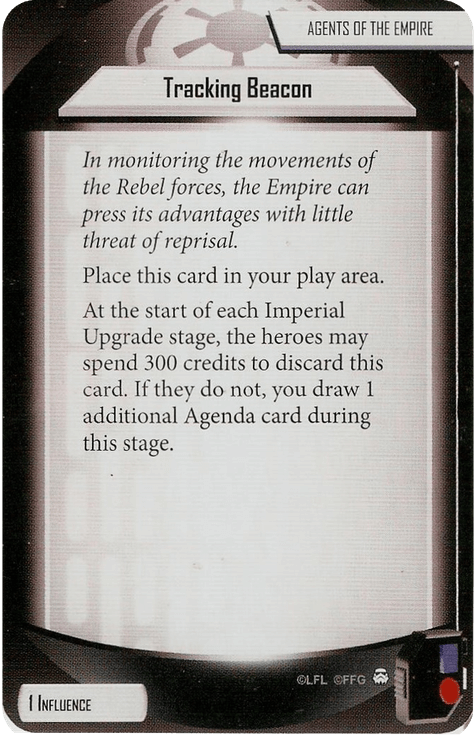 AGENTS OF THE EMPIRE
Tracking Beacon
In monitoring the movements of
the Rebel forces, the Empire can
press its advantages with little
threat of reprisal.
Place this card in your play area.
At the start of each Imperial
Upgrade stage, the heroes may
spend 300 credits to discard this
card. If they do not, you draw 1
additional Agenda card during
this stage.
©LFL ©FFG
1 INFLUENCE